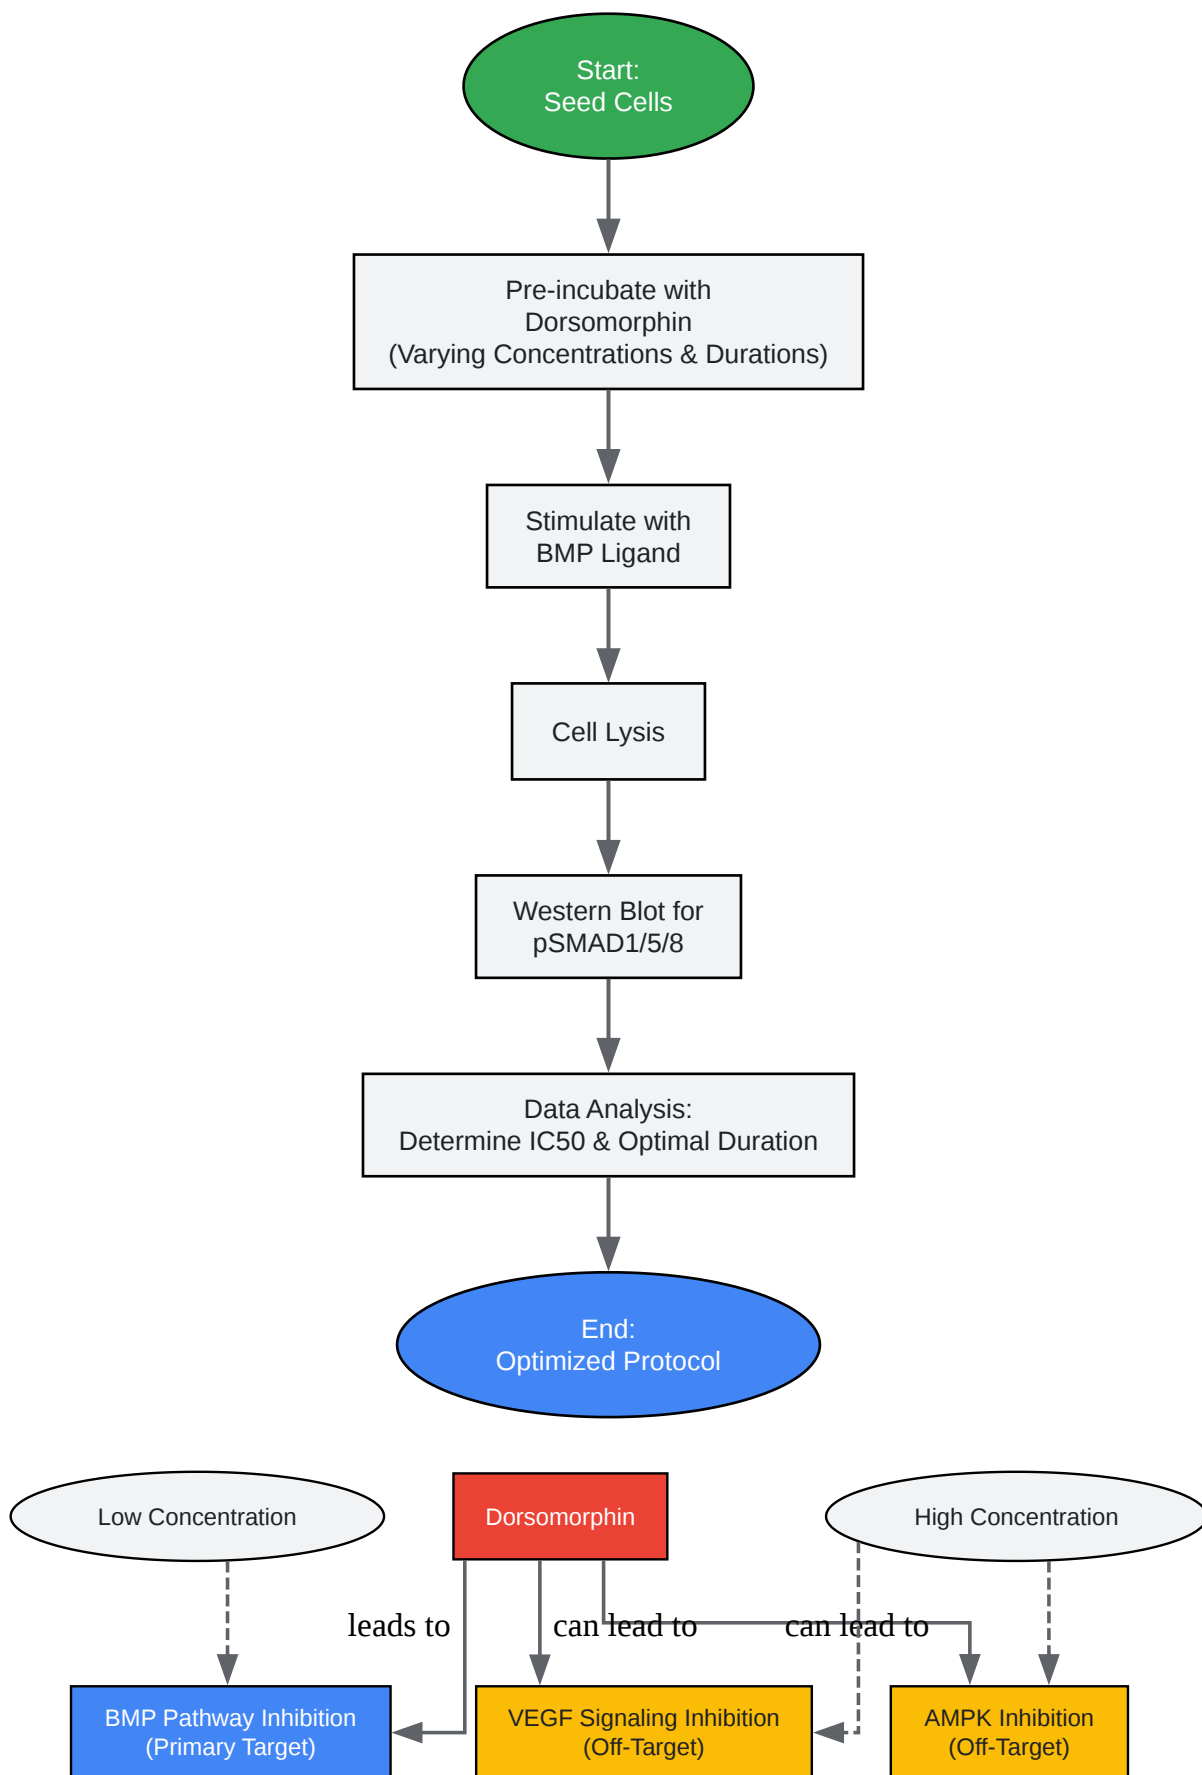 Start:
Seed Cells
Pre-incubate with
Dorsomorphin
(Varying Concentrations & Durations)
Stimulate with
BMP Ligand
Cell Lysis
Western Blot for
pSMAD1/5/8
Data Analysis:
Determine IC50 & Optimal Duration
End:
Optimized Protocol
Low Concentration
Dorsomorphin
High Concentration
leads to
can lead to
can lead to
BMP Pathway Inhibition
(Primary Target)
VEGF Signaling Inhibition
(Off-Target)
AMPK Inhibition
(Off-Target)